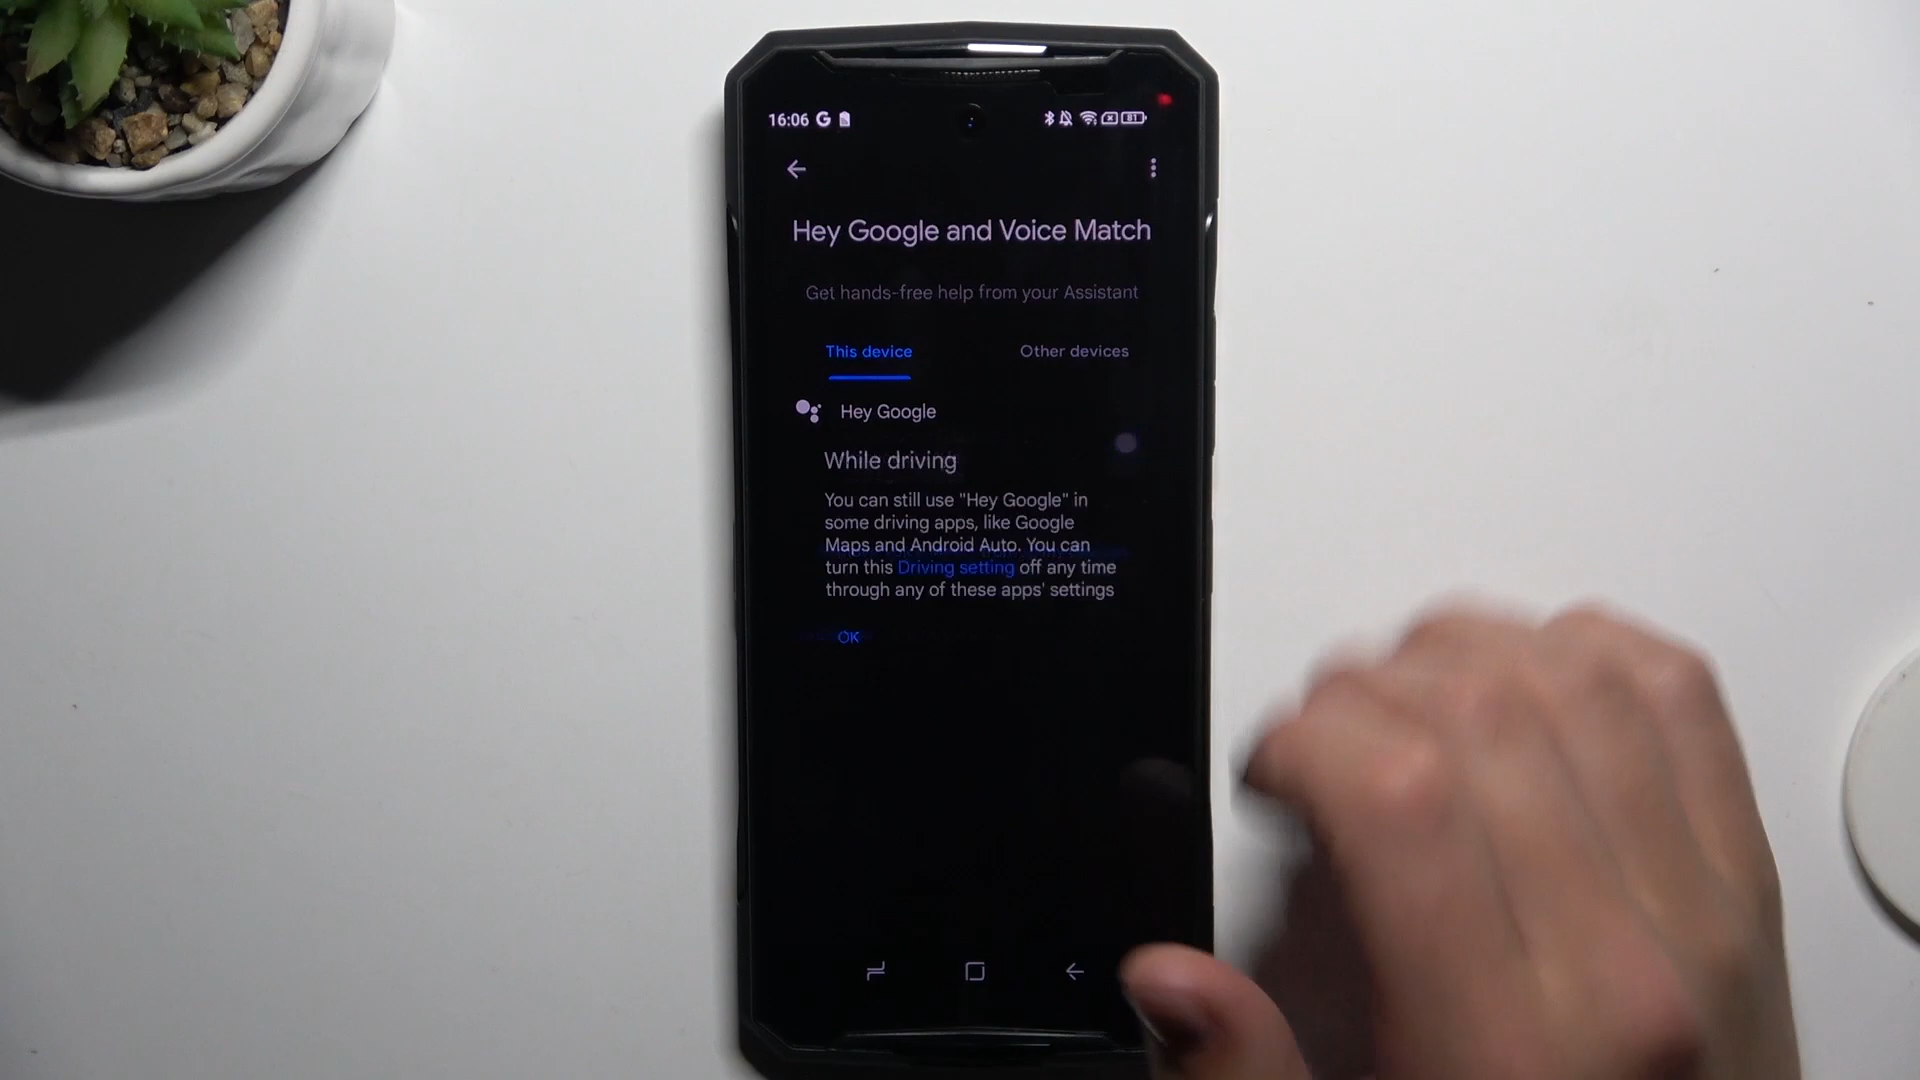 16:06 G 81
Hey Google and Voice Match
Get hands-free help from your Assistant
This device Other devices
Hey Google
While driving
You can still use "Hey Google" in
some driving apps, like Google
Maps and Android Auto. You can
turn this Driving setting off any time
through any of these apps' settings
OK